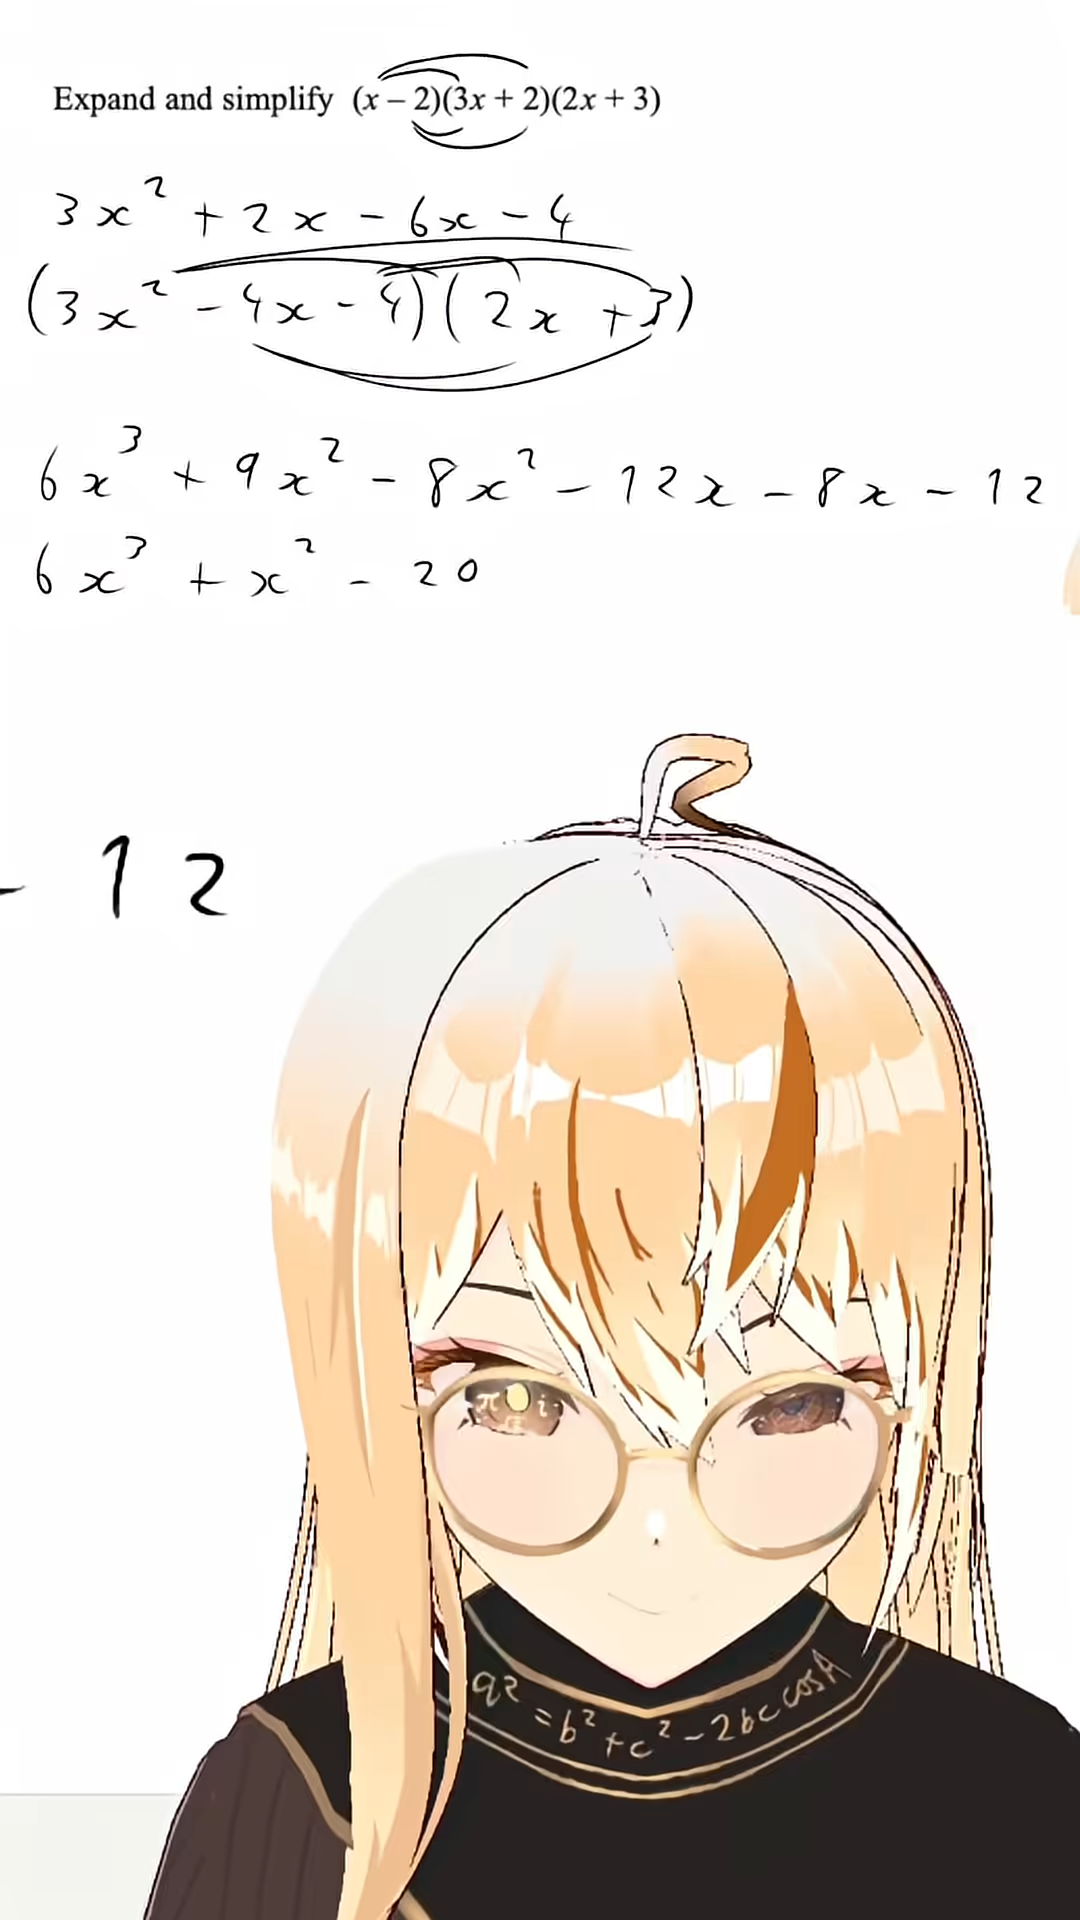 Expand and simplify (x – 2)(3x + 2)(2x + 3)
3x² + 2x - 6x - 4
(3x² - 4x - 4)(2x + 3)
6x³ + 9x² - 8x² - 12x - 8x - 12
6x³ + x² - 20
- 12
π i
a² = b² + c² - 2bc cosA